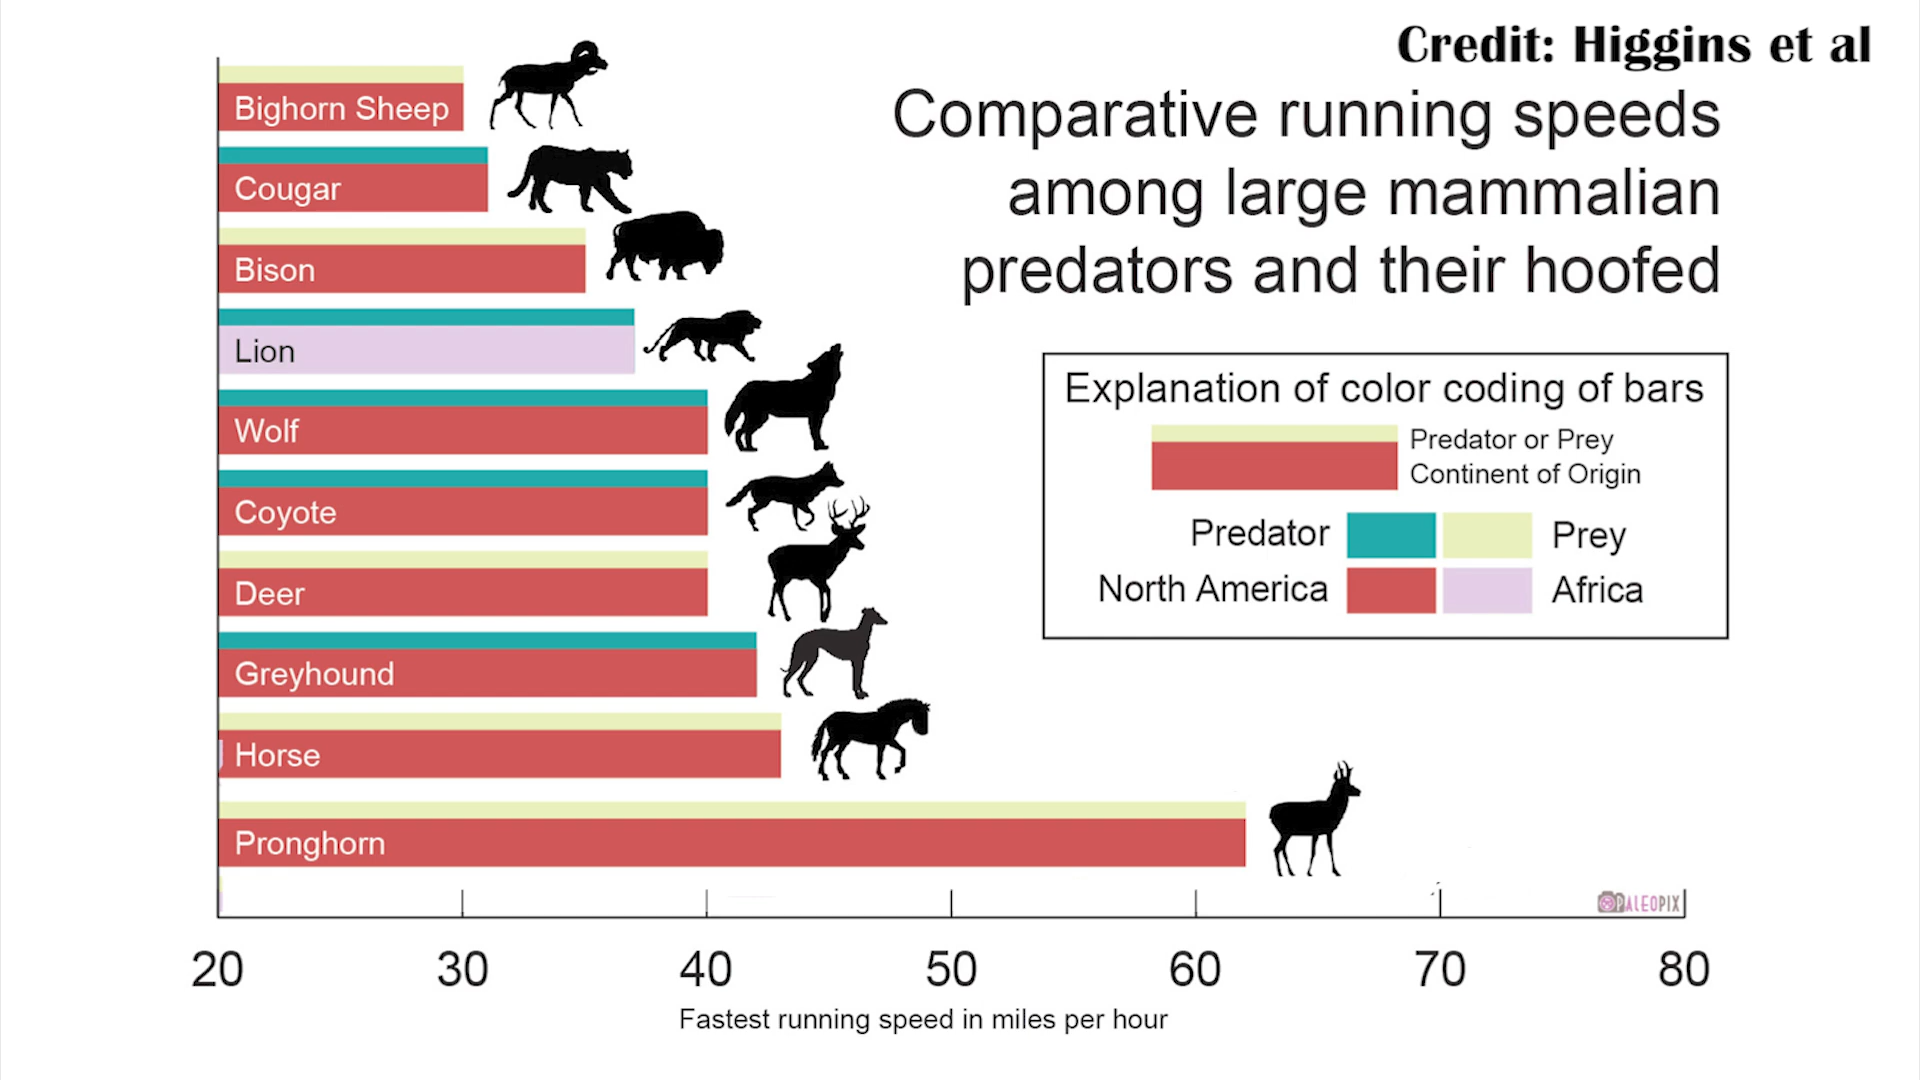 Credit: Higgins et al
Comparative running speeds
among large mammalian
predators and their hoofed
Bighorn Sheep
Cougar
Bison
Lion
Wolf
Coyote
Deer
Greyhound
Horse
Pronghorn
Explanation of color coding of bars
Predator or Prey
Continent of Origin
Predator Prey
North America Africa
PALEOPIX
20 30 40 50 60 70 80
Fastest running speed in miles per hour